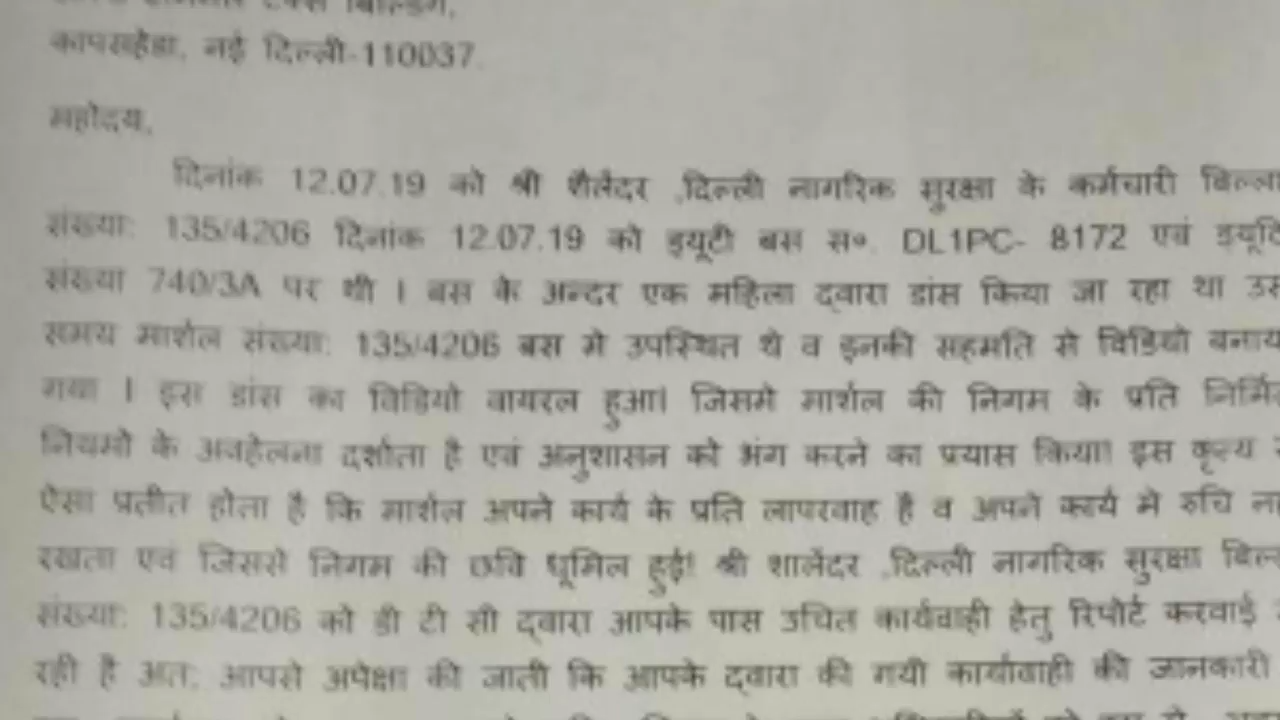 टैक्स बिल्डिंग,
कापसहेडा, नई दिल्ली-110037.
महोदय,
दिनांक 12.07.19 को श्री शैलेंदर ,दिल्ली नागरिक सुरक्षा के कर्मचारी बिल्ला
संख्या: 135/4206 दिनांक 12.07.19 को ड्यूटी बस स०. DL1PC- 8172 एवं ड्यूटि
संख्या 740/3A पर थी । बस के अन्दर एक महिला द्वारा डांस किया जा रहा था उस
समय मार्शल संख्या: 135/4206 बस मे उपस्थित थे व इनकी सहमति से विडियो बनाय
गया । इस डांस का विडियो वायरल हुआ। जिसमे मार्शल की निगम के प्रति
नियमो के अवहेलना दर्शाता है एवं अनुशासन को भंग करने का प्रयास किया। इस कृत्य
ऐसा प्रतीत होता है कि मार्शल अपने कार्य के प्रति लापरवाह है व अपने कार्य मे रुचि
रखता एवं जिससे निगम की छवि धूमिल हुई! श्री शालेंदर ,दिल्ली नागरिक सुरक्षा
संख्या: 135/4206 को डी टी सी द्वारा आपके पास उचित कार्यवाही हेतु रिपोर्ट करवाई
रही है अत: आपसे अपेक्षा की जाती कि आपके द्वारा की गयी कार्यावाही की जानकारी